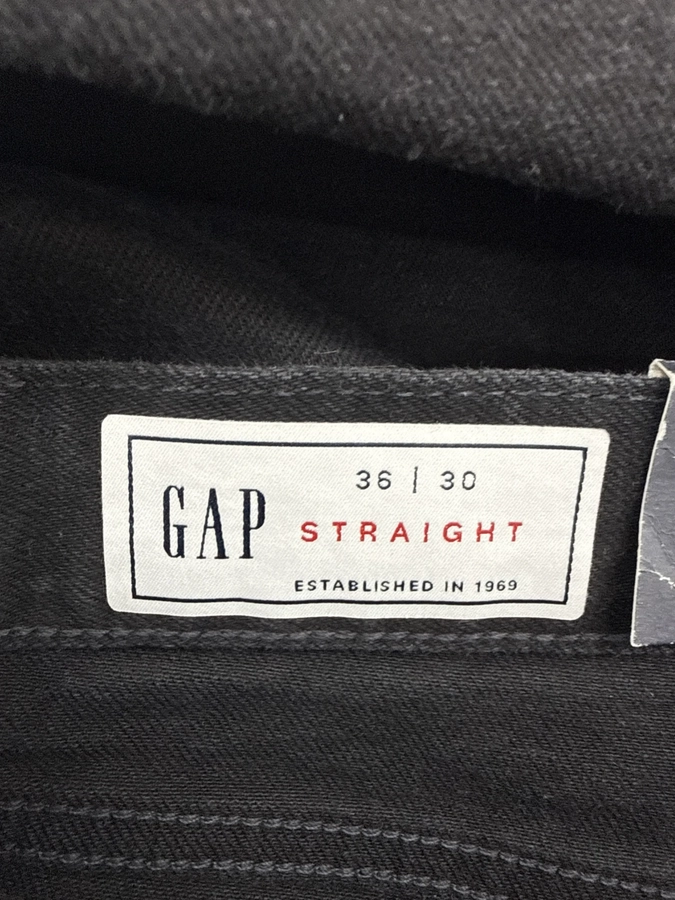 GAP
36 | 30
STRAIGHT
ESTABLISHED IN 1969